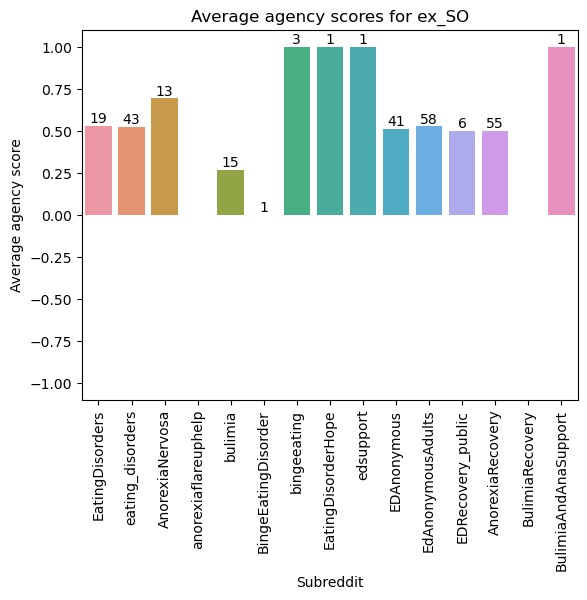 Average agency scores for ex_SO
Average agency score
1.00
0.75
0.50
0.25
0.00
−0.25
−0.50
−0.75
−1.00
19
43
13
15
1
3
1
1
41
58
6
55
1
EatingDisorders
eating_disorders
AnorexiaNervosa
anorexiaflareuphelp
bulimia
BingeEatingDisorder
bingeeating
EatingDisorderHope
edsupport
EDAnonymous
EdAnonymousAdults
EDRecovery_public
AnorexiaRecovery
BulimiaRecovery
BulimiaAndAnaSupport
Subreddit